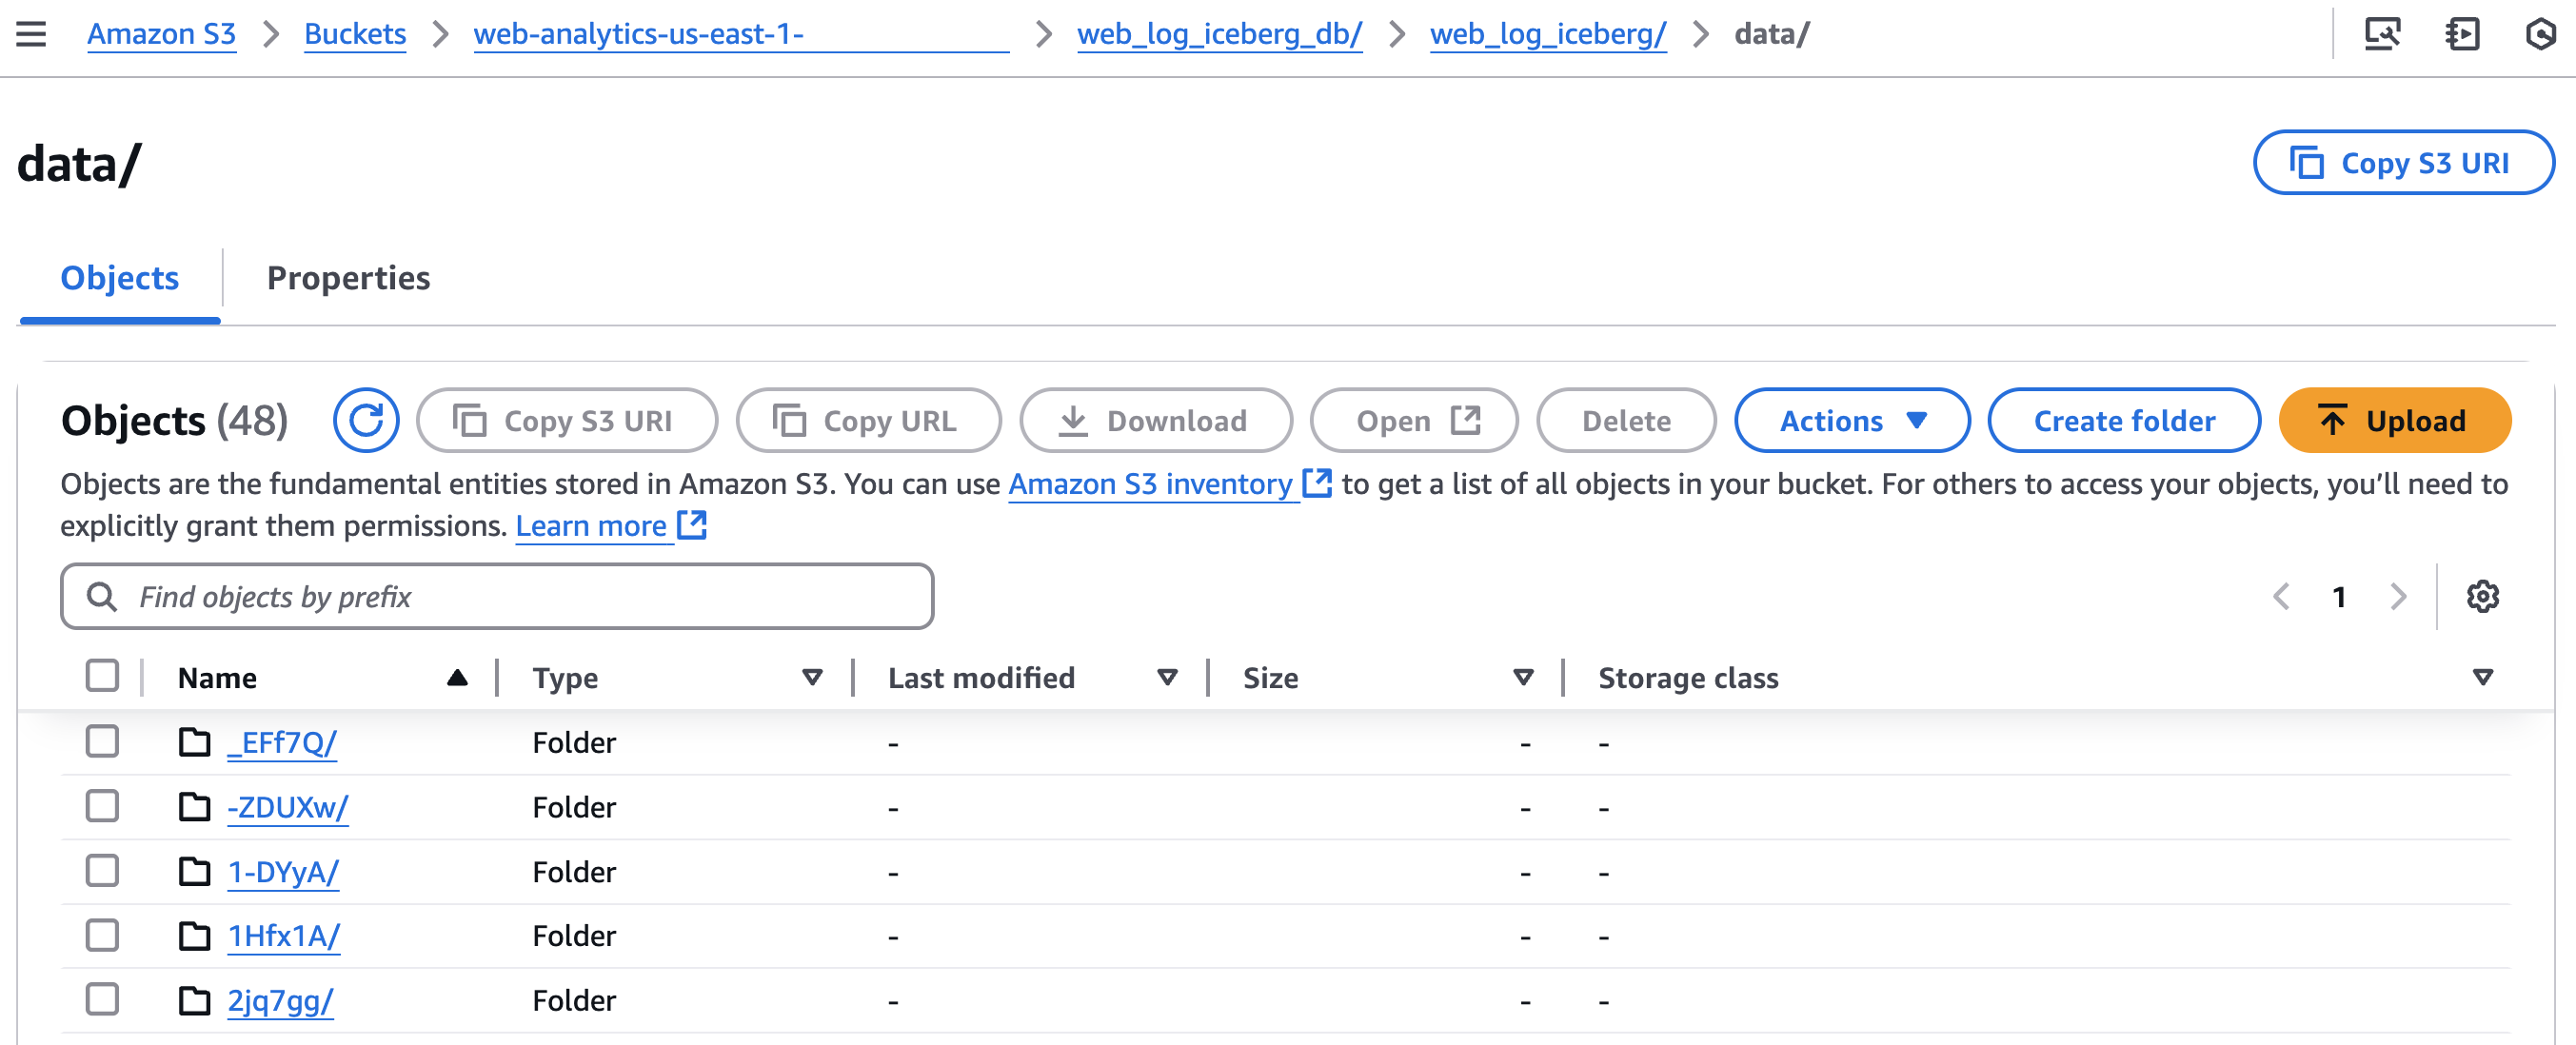 Amazon S3 > Buckets > web-analytics-us-east-1- > web_log_iceberg_db/ > web_log_iceberg/ > data/
data/
Copy S3 URI
Objects Properties
Objects (48) Copy S3 URI Copy URL Download Open Delete Actions Create folder Upload
Objects are the fundamental entities stored in Amazon S3. You can use Amazon S3 inventory to get a list of all objects in your bucket. For others to access your objects, you’ll need to
explicitly grant them permissions. Learn more
Find objects by prefix 1
Name Type Last modified Size Storage class
_EFf7Q/ Folder - - -
-ZDUXw/ Folder - - -
1-DYyA/ Folder - - -
1Hfx1A/ Folder - - -
2jq7gg/ Folder - - -